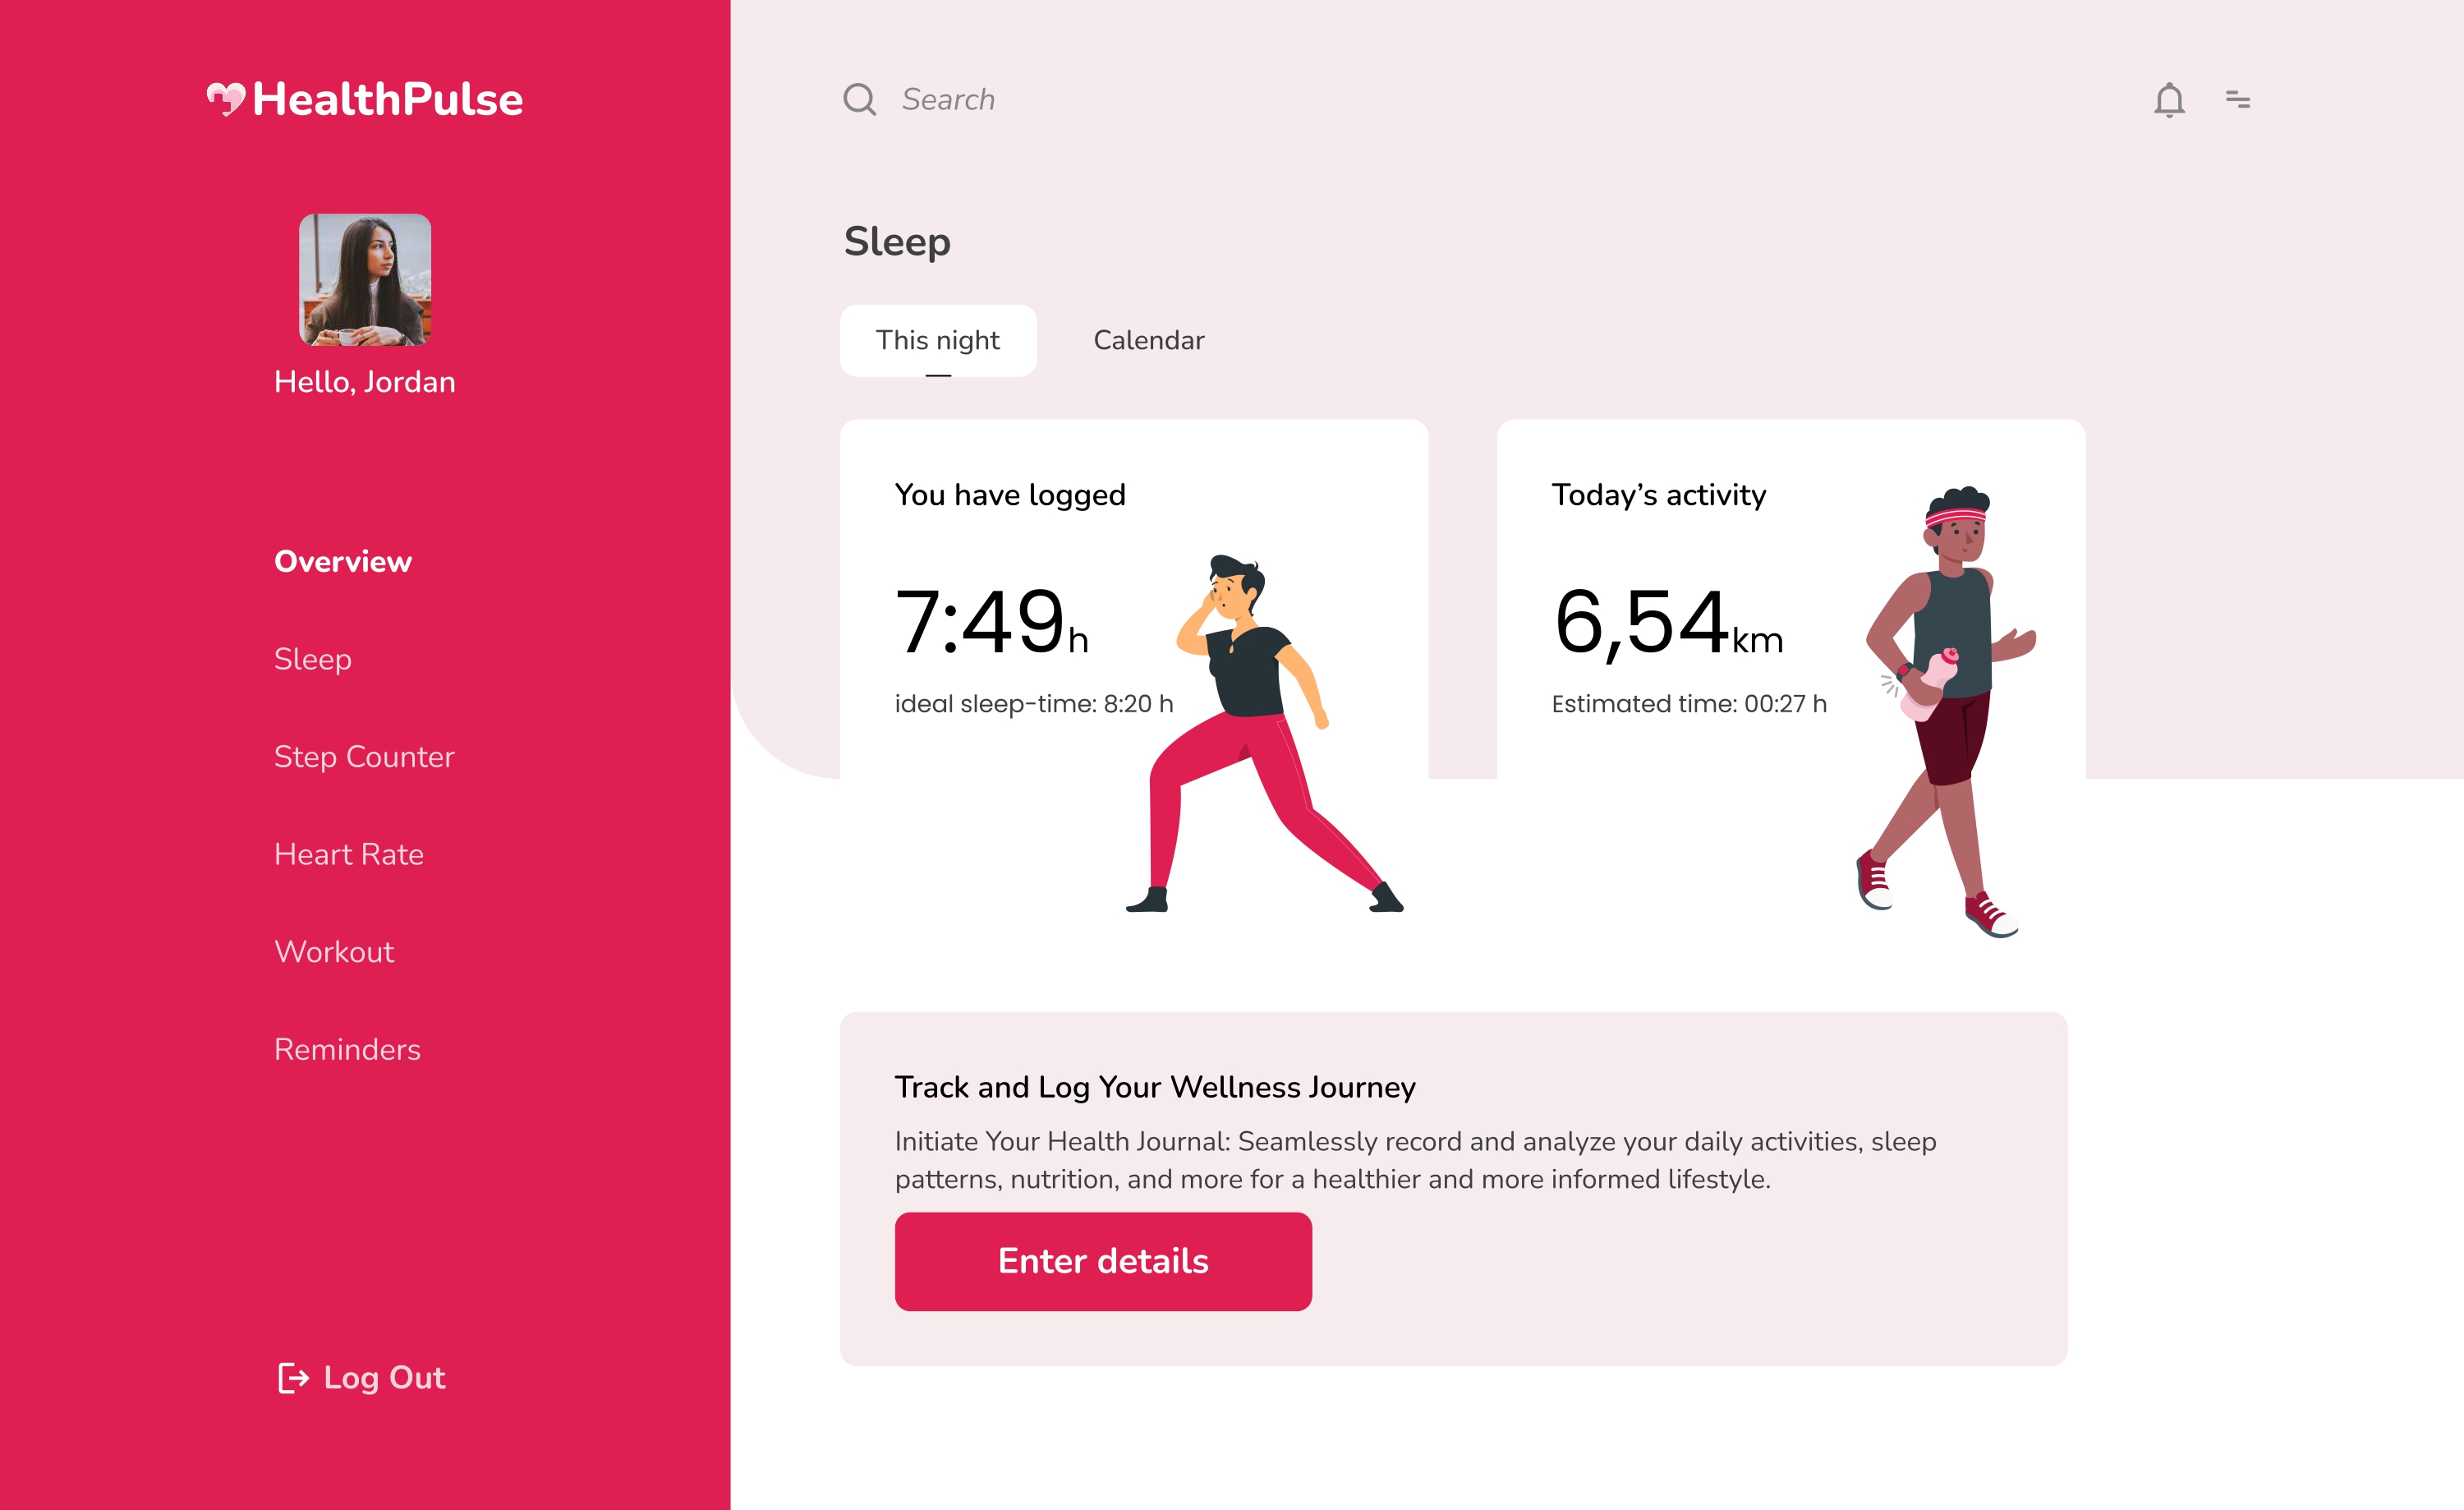 HealthPulse
Hello, Jordan
Overview
Sleep
Step Counter
Heart Rate
Workout
Reminders
Log Out
Search
Sleep
This night
Calendar
You have logged
7:49h
ideal sleep-time: 8:20 h
Today’s activity
6,54km
Estimated time: 00:27 h
Track and Log Your Wellness Journey
Initiate Your Health Journal: Seamlessly record and analyze your daily activities, sleep
patterns, nutrition, and more for a healthier and more informed lifestyle.
Enter details